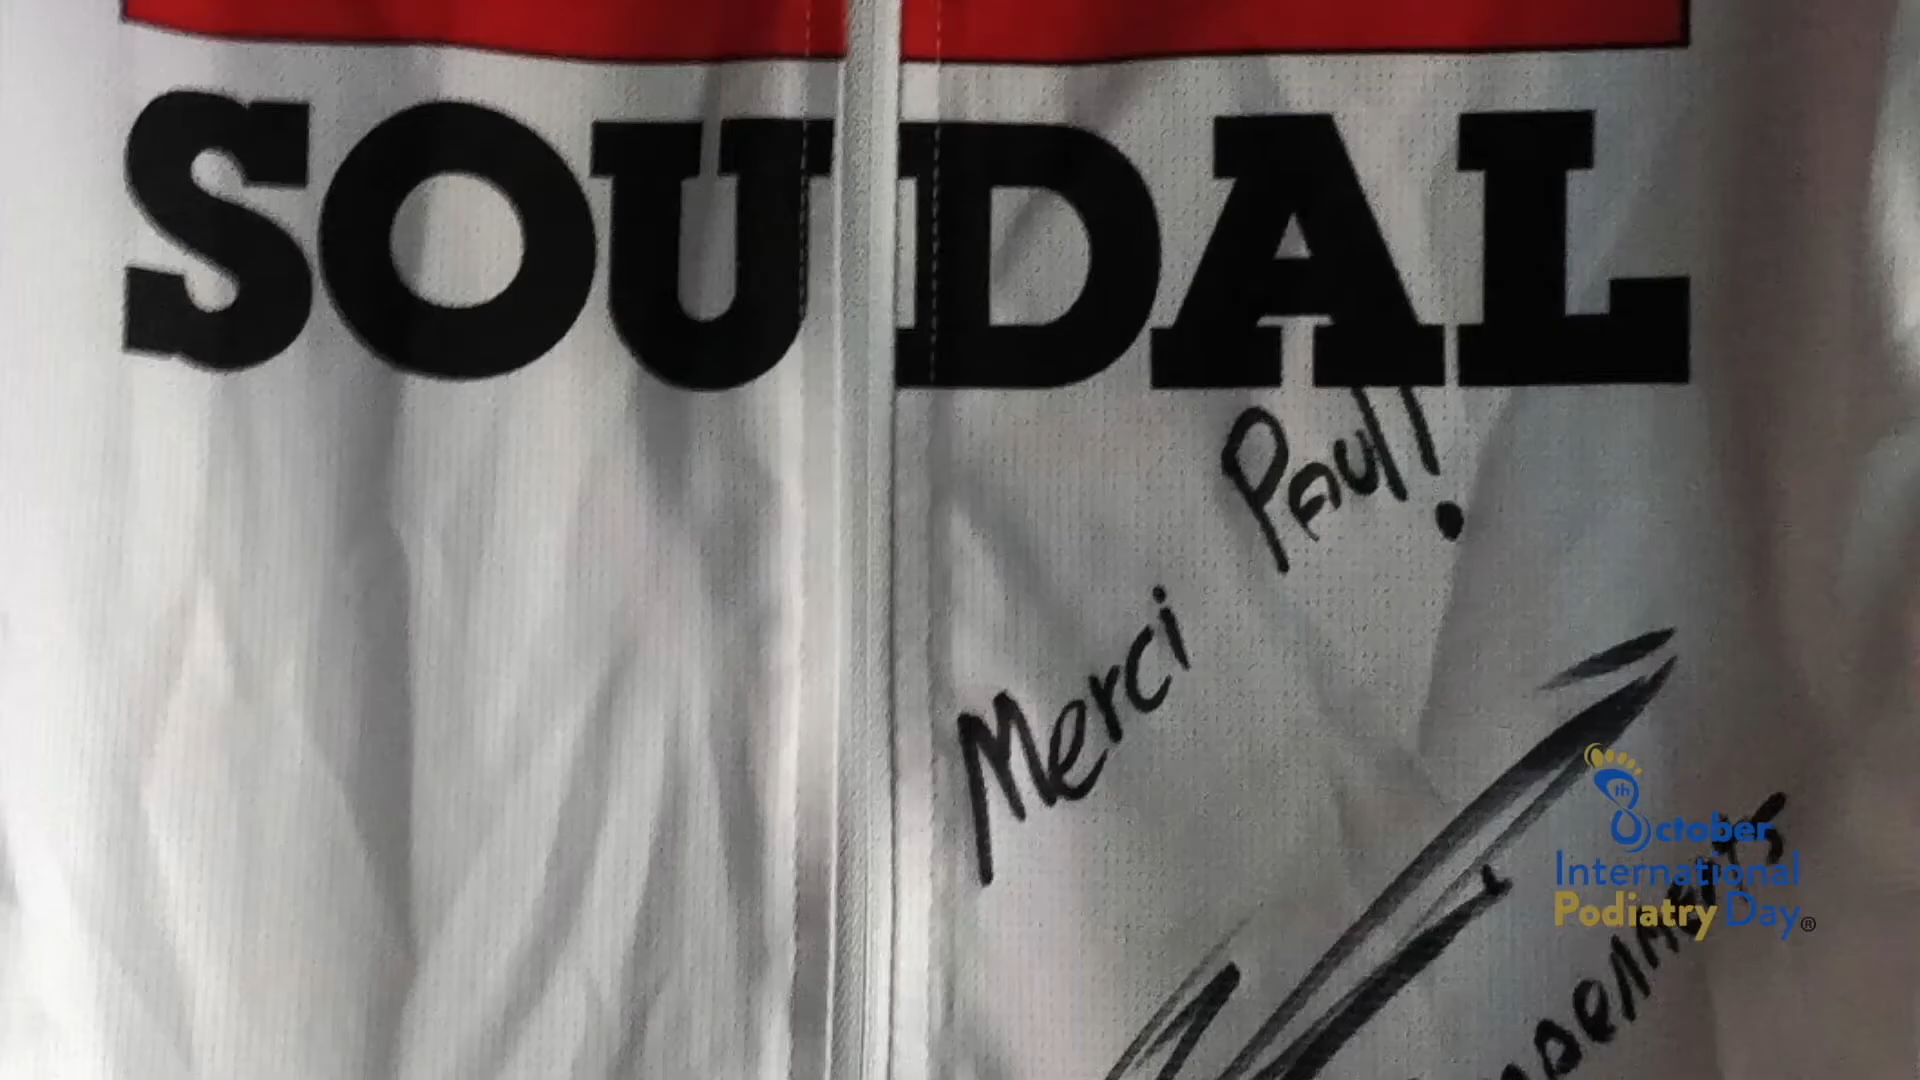 SOUDAL
Merci Paul!
8th October
International
Podiatry Day®